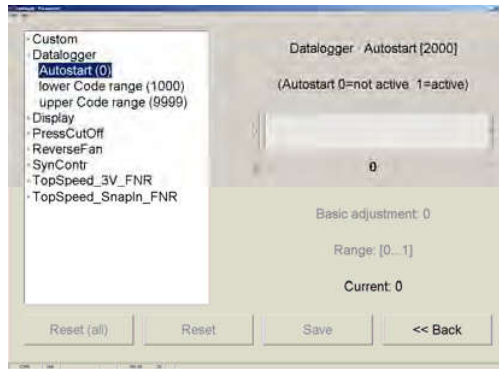 Custom
Datalogger
Autostart (0)
lower Code range (1000)
upper Code range (9999)
Display
PressCutOff
ReverseFan
SynContr
TopSpeed_3V_FNR
TopSpeed_SnapIn_FNR
Datalogger Autostart [2000]
(Autostart 0=not active 1=active)
0
Basic adjustment: 0
Range: [0...1]
Current: 0
Reset (all)
Reset
Save
<< Back